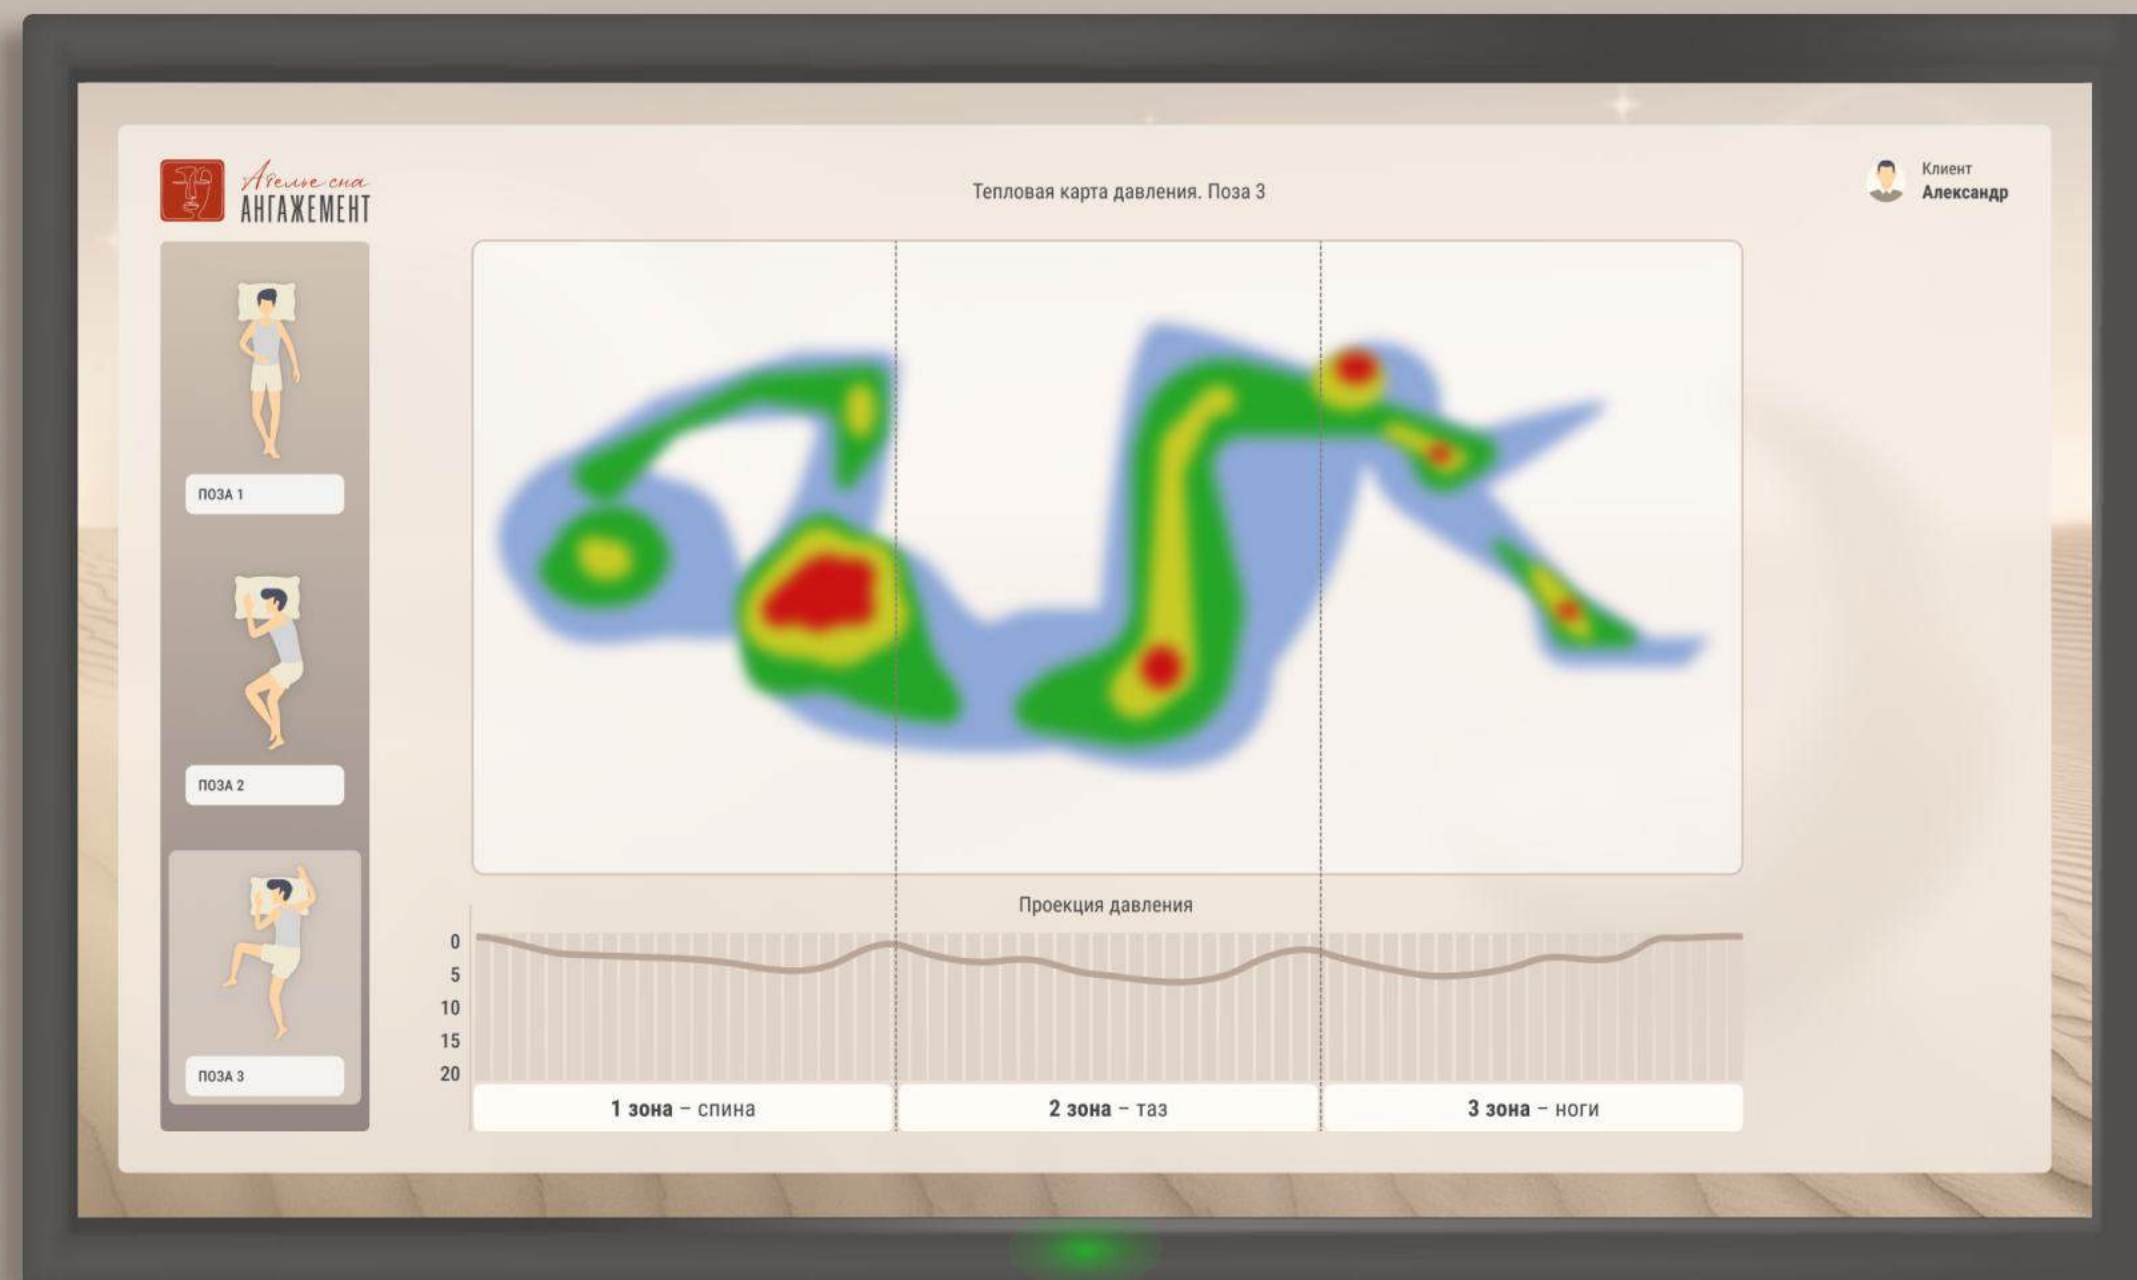 Ателье сна
АНГАЖЕМЕНТ
Тепловая карта давления. Поза 3
Клиент
Александр
ПОЗА 1
ПОЗА 2
ПОЗА 3
Проекция давления
0
5
10
15
20
1 зона – спина
2 зона – таз
3 зона – ноги